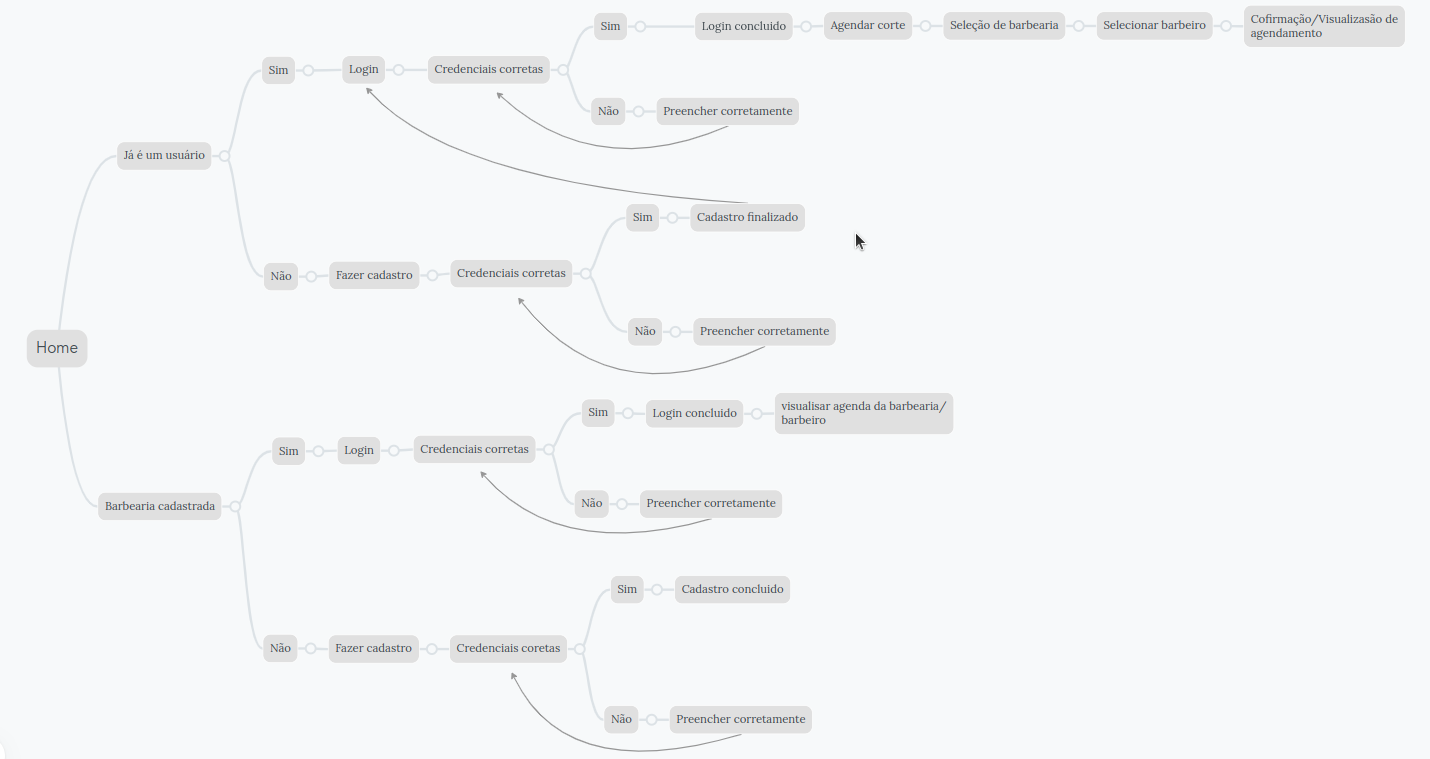 Sim
Login concluido
Agendar corte
Seleção de barbearia
Selecionar barbeiro
Cofirmação/Visualizasão de
agendamento
Sim
Login
Credenciais corretas
Não
Preencher corretamente
Já é um usuário
Sim
Cadastro finalizado
Não
Fazer cadastro
Credenciais corretas
Não
Preencher corretamente
Home
Sim
Login concluido
visualisar agenda da barbearia/
barbeiro
Sim
Login
Credenciais corretas
Não
Preencher corretamente
Barbearia cadastrada
Sim
Cadastro concluido
Não
Fazer cadastro
Credenciais coretas
Não
Preencher corretamente